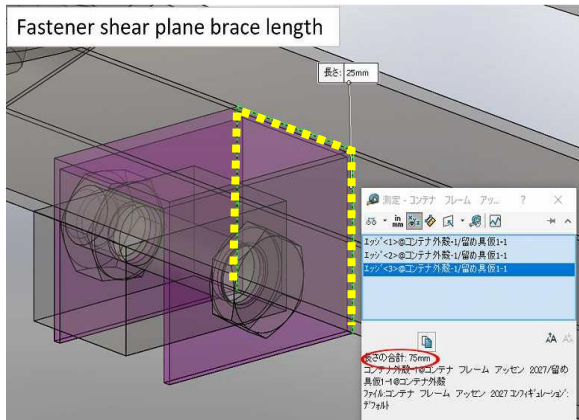 Fastener shear plane brace length
長さ: 25mm
測定 - コンテナ フレーム アッ... ? ×
in
mm
エッジ<1>@コンテナ外殻-1/留め具仮1-1
エッジ<2>@コンテナ外殻-1/留め具仮1-1
エッジ<3>@コンテナ外殻-1/留め具仮1-1
長さの合計: 75mm
コンテナ外殻-1@コンテナ フレーム アッセン 2027/留め
具仮1-1@コンテナ外殻
ファイル:コンテナ フレーム アッセン 2027 コンフィギュレーション:
デフォルト